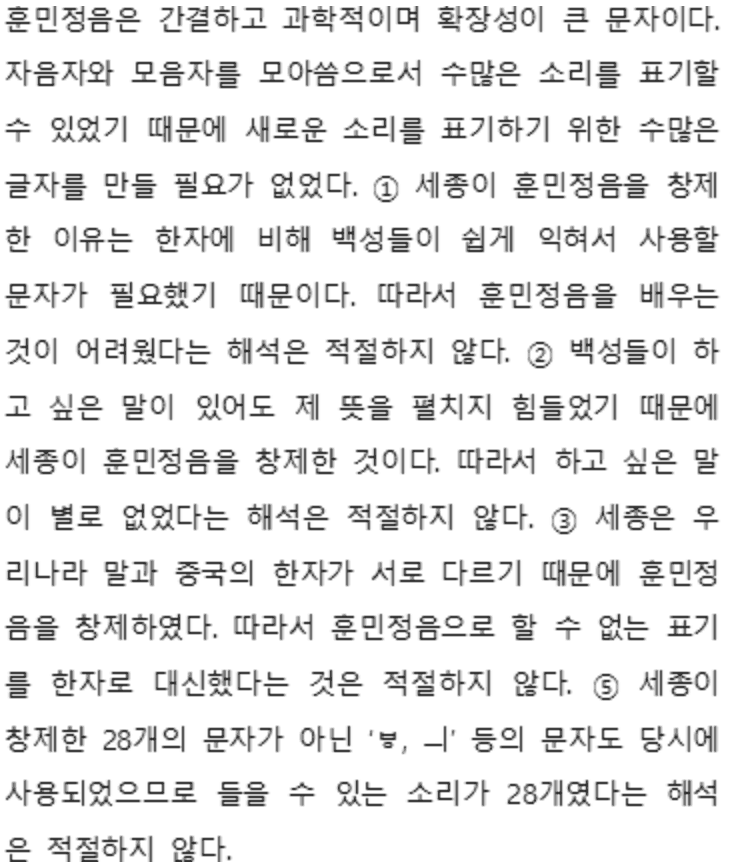 훈민정음은 간결하고 과학적이며 확장성이 큰 문자이다.
자음자와 모음자를 모아씀으로서 수많은 소리를 표기할
수 있었기 때문에 새로운 소리를 표기하기 위한 수많은
글자를 만들 필요가 없었다. ① 세종이 훈민정음을 창제
한 이유는 한자에 비해 백성들이 쉽게 익혀서 사용할
문자가 필요했기 때문이다. 따라서 훈민정음을 배우는
것이 어려웠다는 해석은 적절하지 않다. ② 백성들이 하
고 싶은 말이 있어도 제 뜻을 펼치지 힘들었기 때문에
세종이 훈민정음을 창제한 것이다. 따라서 하고 싶은 말
이 별로 없었다는 해석은 적절하지 않다. ③ 세종은 우
리나라 말과 중국의 한자가 서로 다르기 때문에 훈민정
음을 창제하였다. 따라서 훈민정음으로 할 수 없는 표기
를 한자로 대신했다는 것은 적절하지 않다. ⑤ 세종이
창제한 28개의 문자가 아닌 'ㅸ, ㅢ' 등의 문자도 당시에
사용되었으므로 들을 수 있는 소리가 28개였다는 해석
은 적절하지 않다.